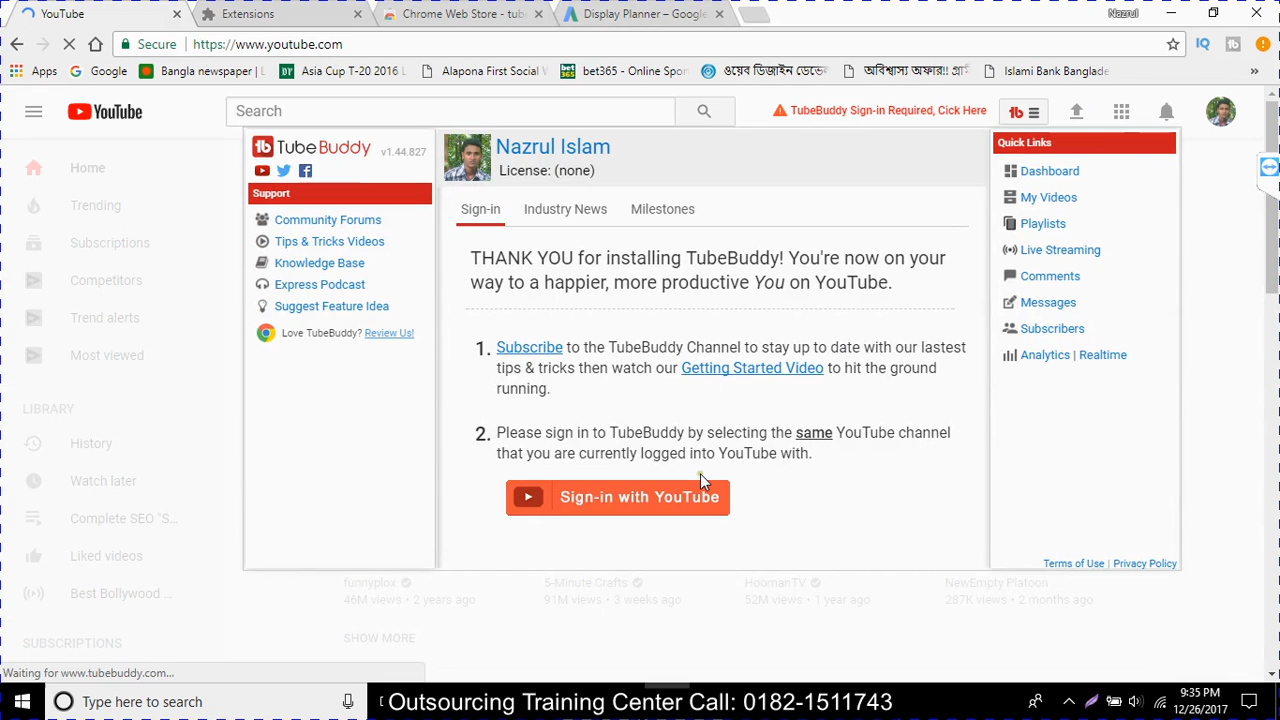 YouTube
Extensions
Chrome Web Store - tub
Display Planner – Google
Nazrul
Secure
https://www.youtube.com
Apps
Google
Bangla newspaper | L
Asia Cup T-20 2016 L
Alapona First Social W
bet365 - Online Spor
ওয়েব ডিজাইন ডেভে
অবিশ্বাস্য অফার!! গ্রা
Islami Bank Banglade
YouTube
Search
TubeBuddy Sign-in Required, Cick Here
Home
Trending
Subscriptions
Competitors
Trend alerts
Most viewed
LIBRARY
History
Watch later
Complete SEO "S...
Liked videos
Best Bollywood ...
SUBSCRIPTIONS
TubeBuddy v1.44.827
Support
Community Forums
Tips & Tricks Videos
Knowledge Base
Express Podcast
Suggest Feature Idea
Love TubeBuddy? Review Us!
Nazrul Islam
License: (none)
Sign-in Industry News Milestones
THANK YOU for installing TubeBuddy! You're now on your
way to a happier, more productive You on YouTube.
1. Subscribe to the TubeBuddy Channel to stay up to date with our lastest
tips & tricks then watch our Getting Started Video to hit the ground
running.
2. Please sign in to TubeBuddy by selecting the same YouTube channel
that you are currently logged into YouTube with.
Sign-in with YouTube
Quick Links
Dashboard
My Videos
Playlists
Live Streaming
Comments
Messages
Subscribers
Analytics | Realtime
Terms of Use | Privacy Policy
funnyplox
46M views • 2 years ago
5-Minute Crafts
91M views • 3 weeks ago
HoomanTV
52M views • 1 year ago
NewEmpty Platoon
287K views • 2 months ago
SHOW MORE
Waiting for www.tubebuddy.com...
Type here to search
Outsourcing Training Center Call: 0182-1511743
9:35 PM
12/26/2017